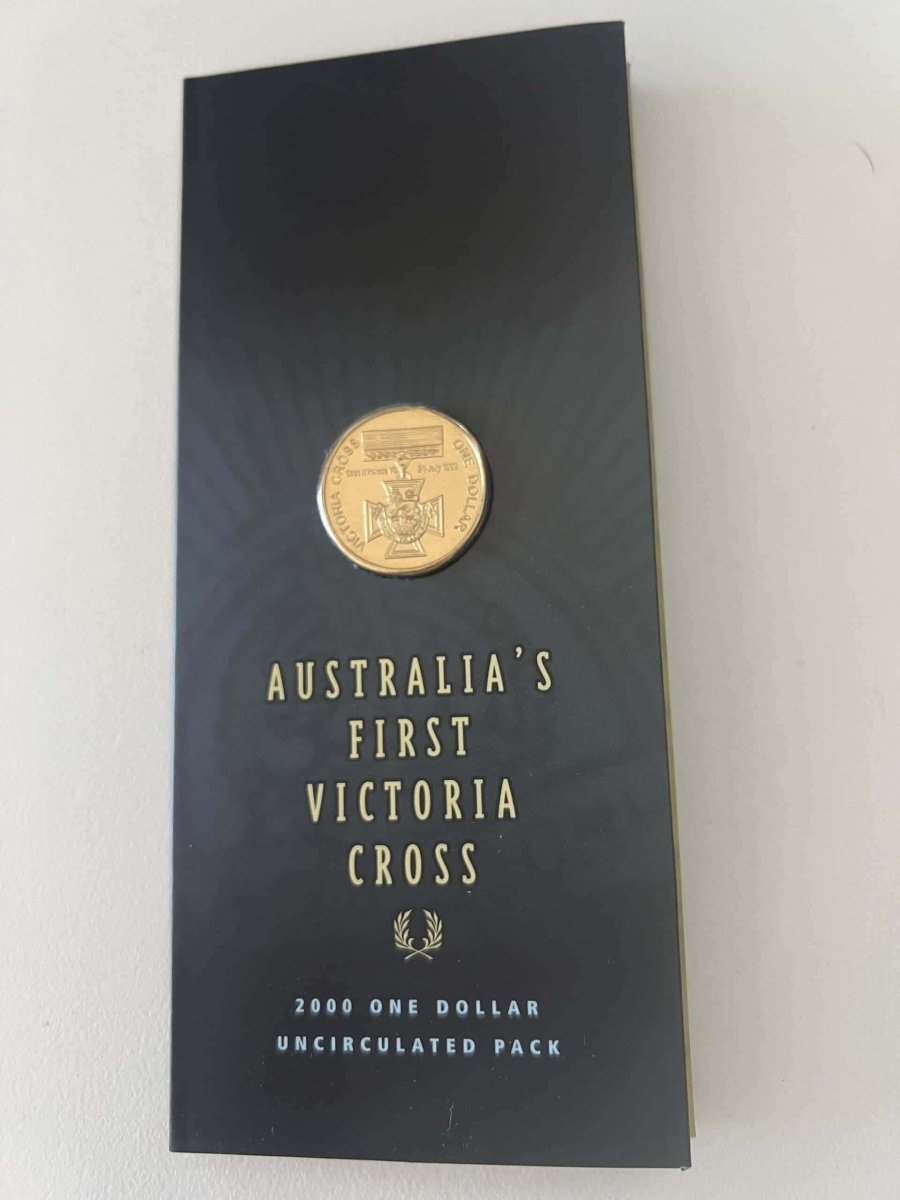 VICTORIA CROSS
ONE DOLLAR
24 July 1900
AUSTRALIA'S
FIRST
VICTORIA
CROSS
2000 ONE DOLLAR
UNCIRCULATED PACK